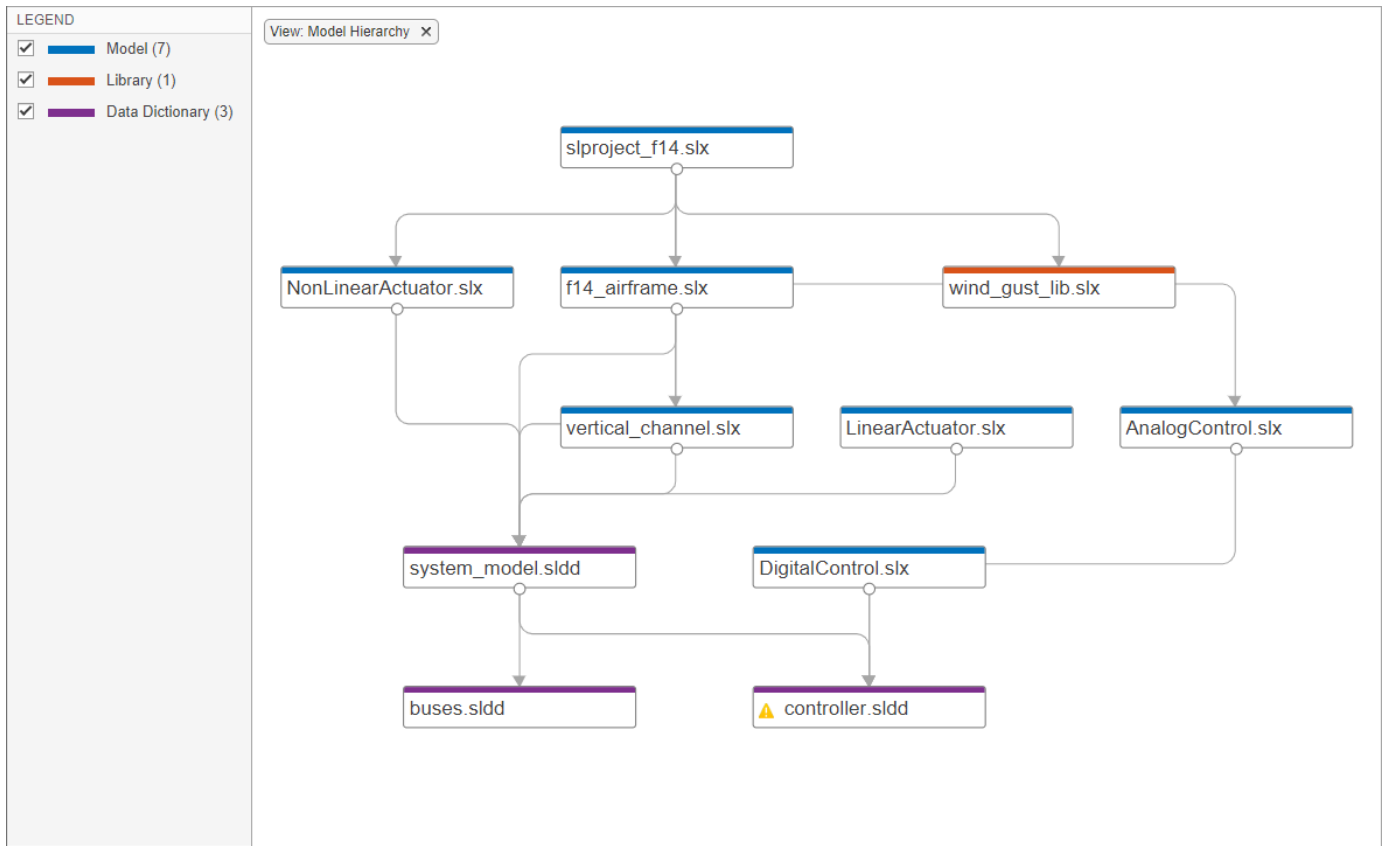 LEGEND
Model (7)
Library (1)
Data Dictionary (3)
View: Model Hierarchy
slproject_f14.slx
NonLinearActuator.slx
f14_airframe.slx
wind_gust_lib.slx
vertical_channel.slx
LinearActuator.slx
AnalogControl.slx
system_model.sldd
DigitalControl.slx
buses.sldd
controller.sldd